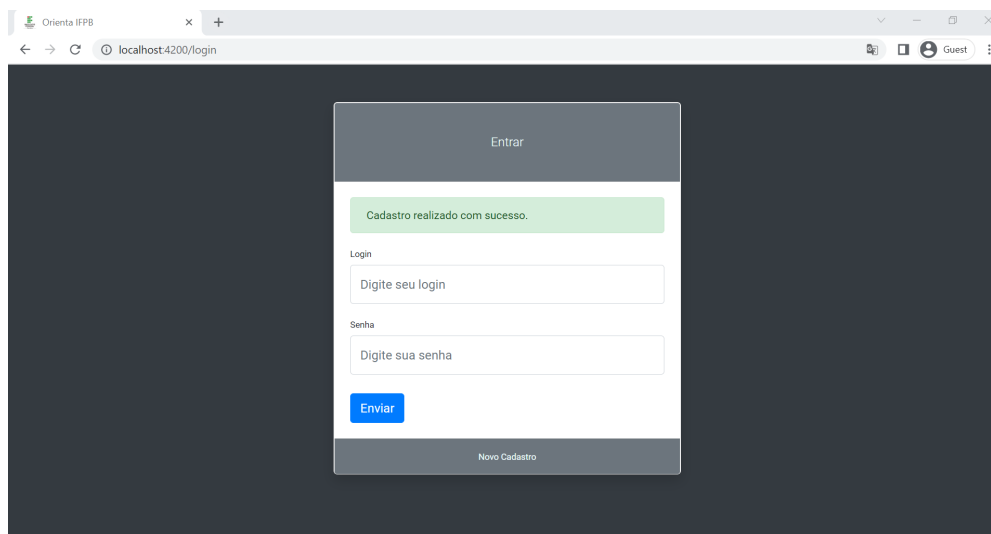 Orienta IFPB
localhost:4200/login
Guest
Entrar
Cadastro realizado com sucesso.
Login
Digite seu login
Senha
Digite sua senha
Enviar
Novo Cadastro